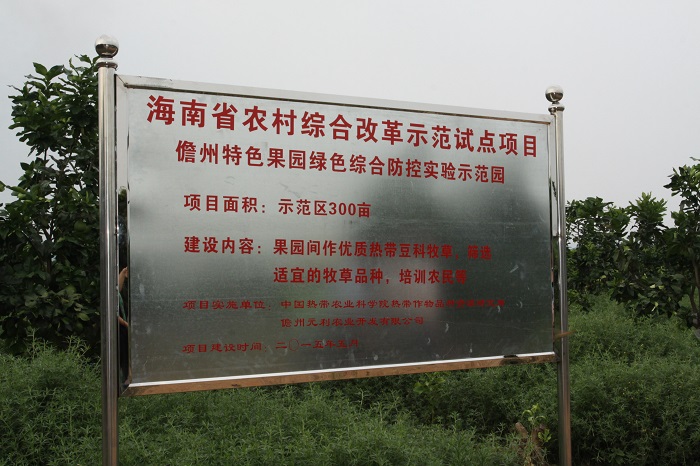 海南省农村综合改革示范试点项目
儋州特色果园绿色综合防控实验示范园
项目面积：示范区300亩
建设内容：果园间作优质热带豆科牧草，筛选
适宜的牧草品种，培训农民等
项目实施单位：中国热带农业科学院热带作物品种资源研究所
儋州元利农业开发有限公司
项目建设时间：二〇一五年